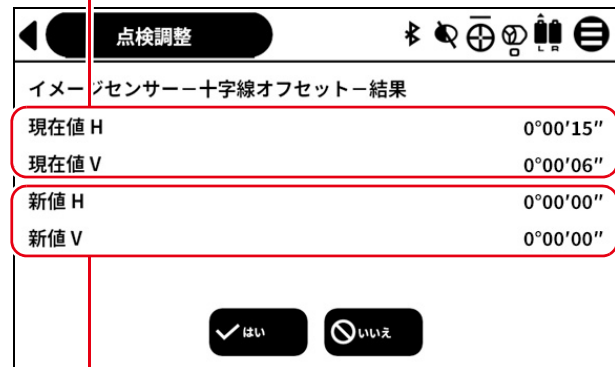 点検調整
L R
イメージセンサー－十字線オフセット－結果
現在値 H 0°00'15"
現在値 V 0°00'06"
新値 H 0°00'00"
新値 V 0°00'00"
はい いいえ